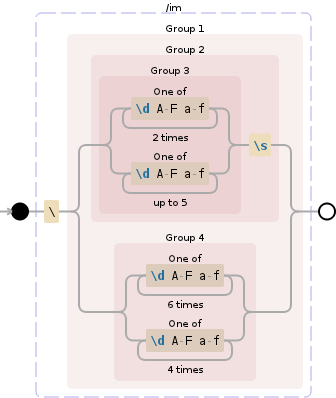 /im
Group 1
Group 2
Group 3
One of
\d A-F a-f
2 times
One of
\d A-F a-f
up to 5
\s
\
Group 4
One of
\d A-F a-f
6 times
One of
\d A-F a-f
4 times